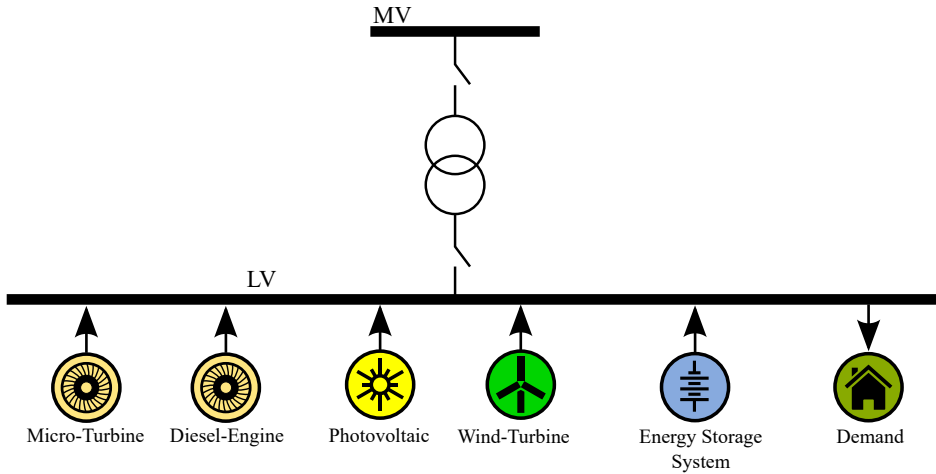 MV
LV
Micro-Turbine
Diesel-Engine
Photovoltaic
Wind-Turbine
Energy Storage
System
Demand